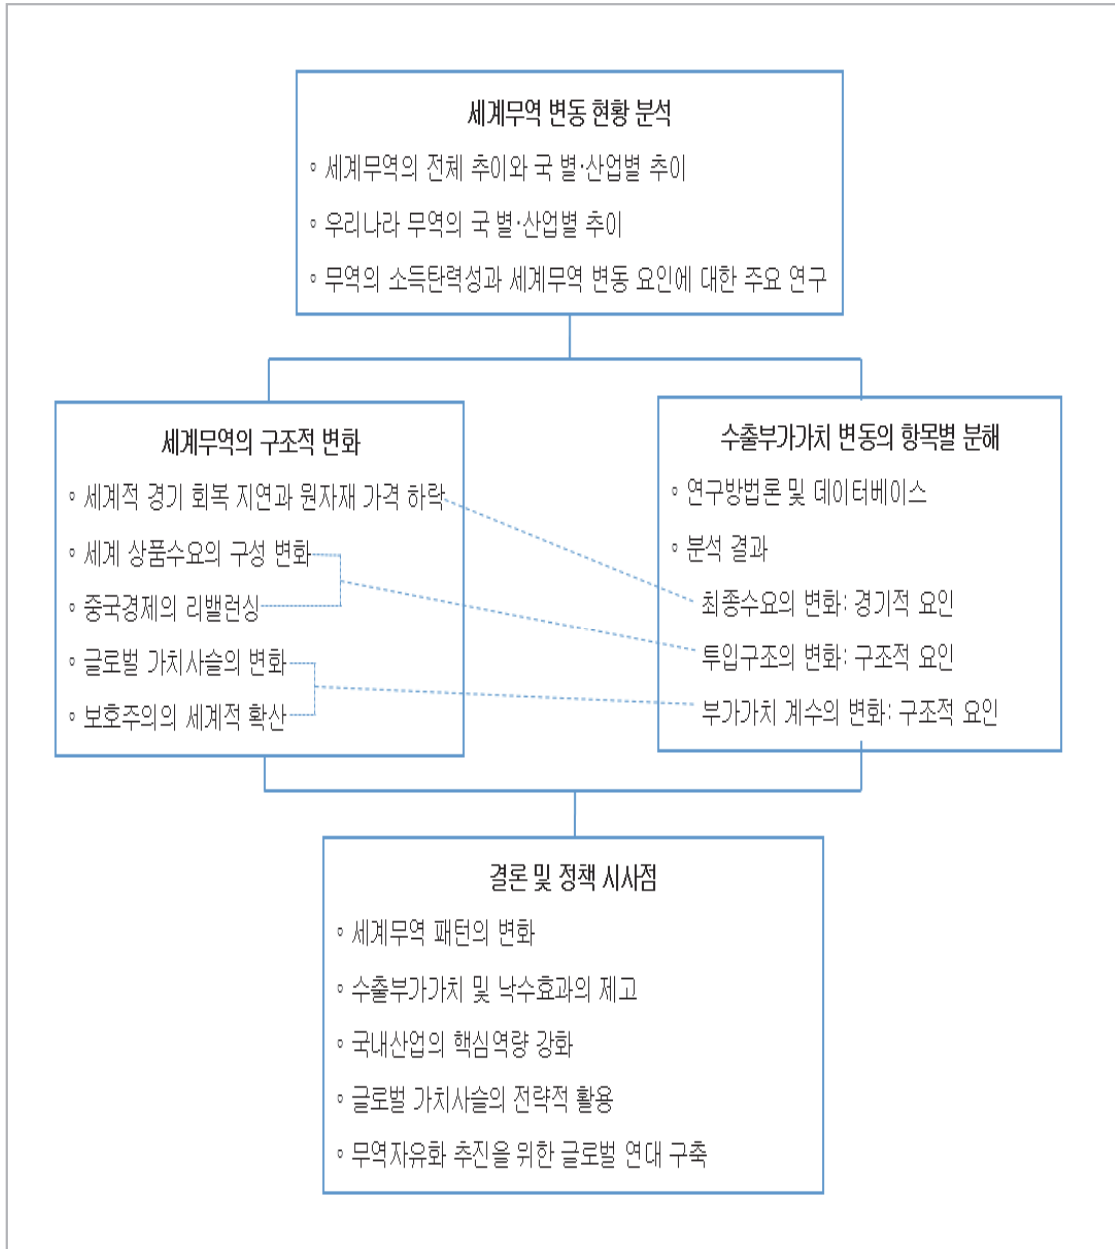 세계무역 변동 현황 분석
◦ 세계무역의 전체 추이와 국 별·산업별 추이
◦ 우리나라 무역의 국 별·산업별 추이
◦ 무역의 소득탄력성과 세계무역 변동 요인에 대한 주요 연구
세계무역의 구조적 변화
◦ 세계적 경기 회복 지연과 원자재 가격 하락
◦ 세계 상품수요의 구성 변화
◦ 중국경제의 리밸런싱
◦ 글로벌 가치사슬의 변화
◦ 보호주의의 세계적 확산
수출부가가치 변동의 항목별 분해
◦ 연구방법론 및 데이터베이스
◦ 분석 결과
최종수요의 변화: 경기적 요인
투입구조의 변화: 구조적 요인
부가가치 계수의 변화: 구조적 요인
결론 및 정책 시사점
◦ 세계무역 패턴의 변화
◦ 수출부가가치 및 낙수효과의 제고
◦ 국내산업의 핵심역량 강화
◦ 글로벌 가치사슬의 전략적 활용
◦ 무역자유화 추진을 위한 글로벌 연대 구축